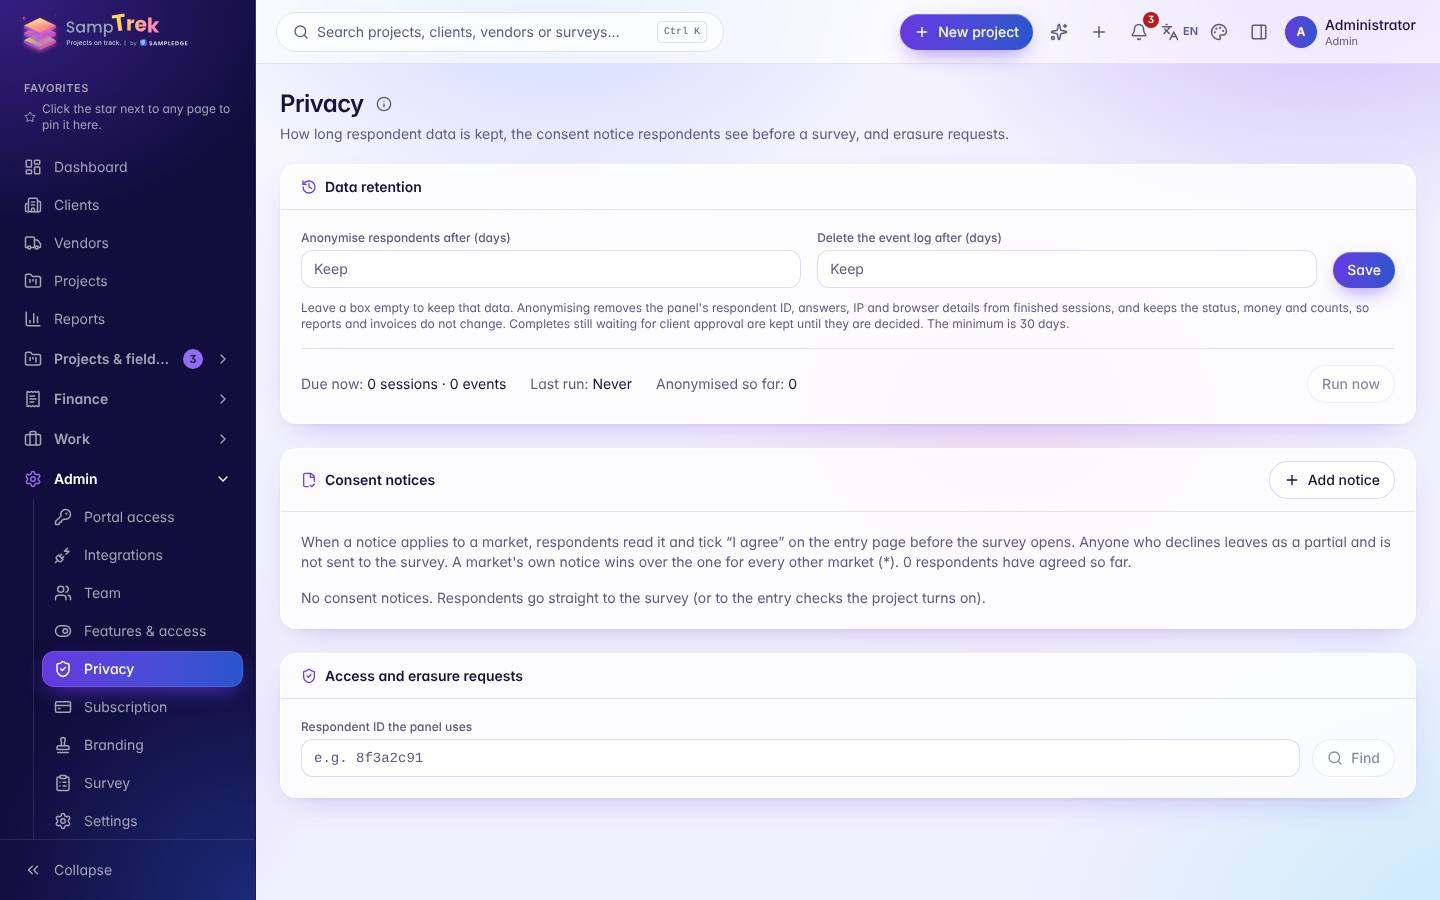 SampTrek
Projects on track. | by SAMPLEDGE
Search projects, clients, vendors or surveys...
Ctrl K
New project
3
EN
A
Administrator
Admin
FAVORITES
Click the star next to any page to
pin it here.
Dashboard
Clients
Vendors
Projects
Reports
Projects & field...
3
Finance
Work
Admin
Portal access
Integrations
Team
Features & access
Privacy
Subscription
Branding
Survey
Settings
Collapse
Privacy
How long respondent data is kept, the consent notice respondents see before a survey, and erasure requests.
Data retention
Anonymise respondents after (days)
Keep
Delete the event log after (days)
Keep
Save
Leave a box empty to keep that data. Anonymising removes the panel's respondent ID, answers, IP and browser details from finished sessions, and keeps the status, money and counts, so
reports and invoices do not change. Completes still waiting for client approval are kept until they are decided. The minimum is 30 days.
Due now: 0 sessions · 0 events
Last run: Never
Anonymised so far: 0
Run now
Consent notices
Add notice
When a notice applies to a market, respondents read it and tick “I agree” on the entry page before the survey opens. Anyone who declines leaves as a partial and is
not sent to the survey. A market's own notice wins over the one for every other market (*). 0 respondents have agreed so far.
No consent notices. Respondents go straight to the survey (or to the entry checks the project turns on).
Access and erasure requests
Respondent ID the panel uses
e.g. 8f3a2c91
Find